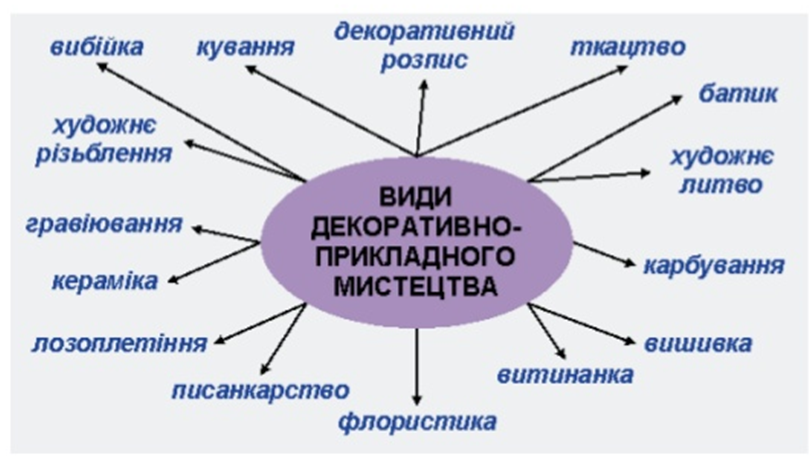 вибійка
кування
декоративний
розпис
ткацтво
батик
художнє
різьблення
художнє
литво
ВИДИ
ДЕКОРАТИВНО-
ПРИКЛАДНОГО
МИСТЕЦТВА
гравіювання
кераміка
карбування
лозоплетіння
вишивка
писанкарство
витинанка
флористика